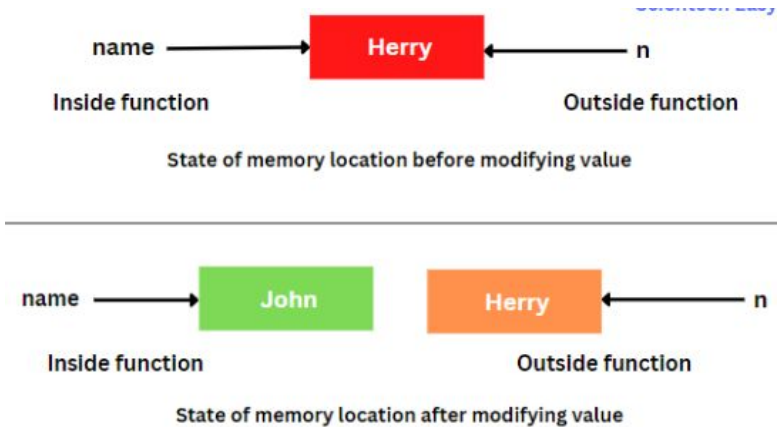 name
Herry
n
Inside function
Outside function
State of memory location before modifying value
name
John
Herry
n
Inside function
Outside function
State of memory location after modifying value